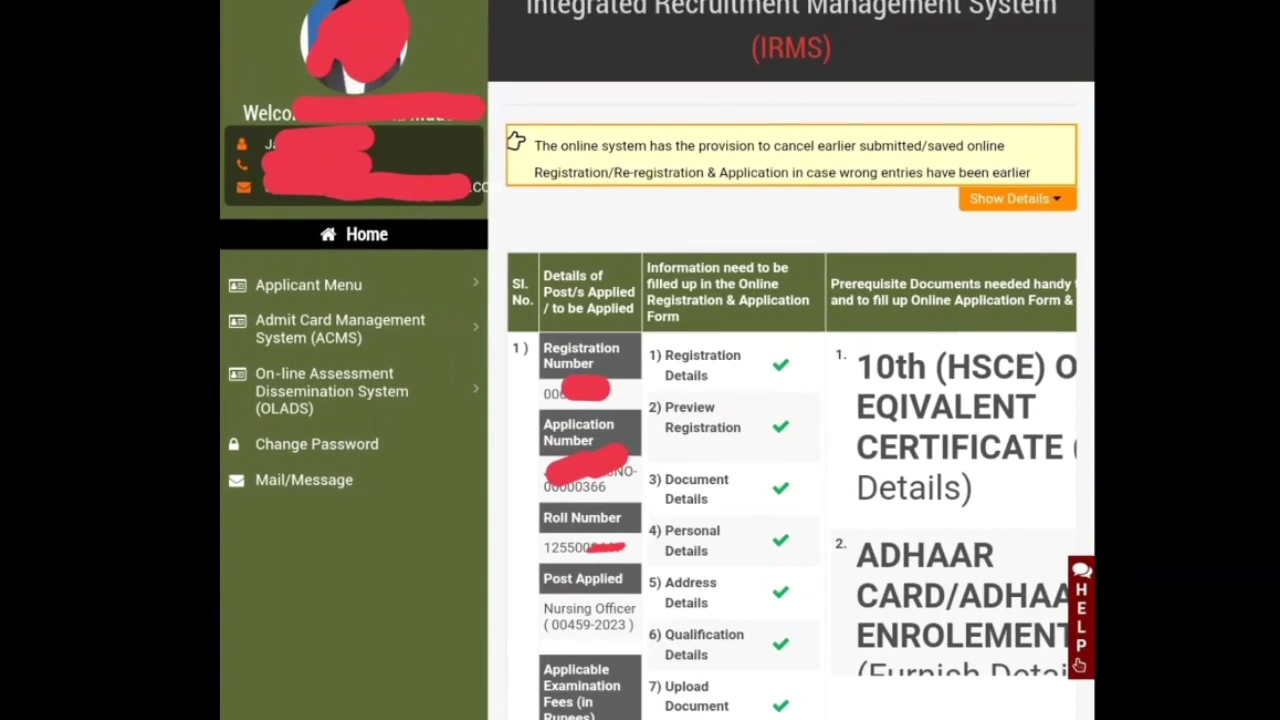 Integrated Recruitment Management System
(IRMS)
The online system has the provision to cancel earlier submitted/saved online
Registration/Re-registration & Application in case wrong entries have been earlier
Show Details
Home
Applicant Menu
Admit Card Management
System (ACMS)
On-line Assessment
Dissemination System
(OLADS)
Change Password
Mail/Message
Sl.
No.
Details of
Post/s Applied
/ to be Applied
Information need to be
filled up in the Online
Registration & Application
Form
Prerequisite Documents needed handy
and to fill up Online Application Form &
1 )
Registration
Number
006
Application
Number
NO-
00000366
Roll Number
12550
Post Applied
Nursing Officer
( 00459-2023 )
Applicable
Examination
Fees (in
Rupees)
1) Registration
Details
2) Preview
Registration
3) Document
Details
4) Personal
Details
5) Address
Details
6) Qualification
Details
7) Upload
Document
1.
10th (HSCE) O
EQIVALENT
CERTIFICATE (
Details)
2.
ADHAAR
CARD/ADHAA
ENROLEMENT
(Furnish Detai
HELP